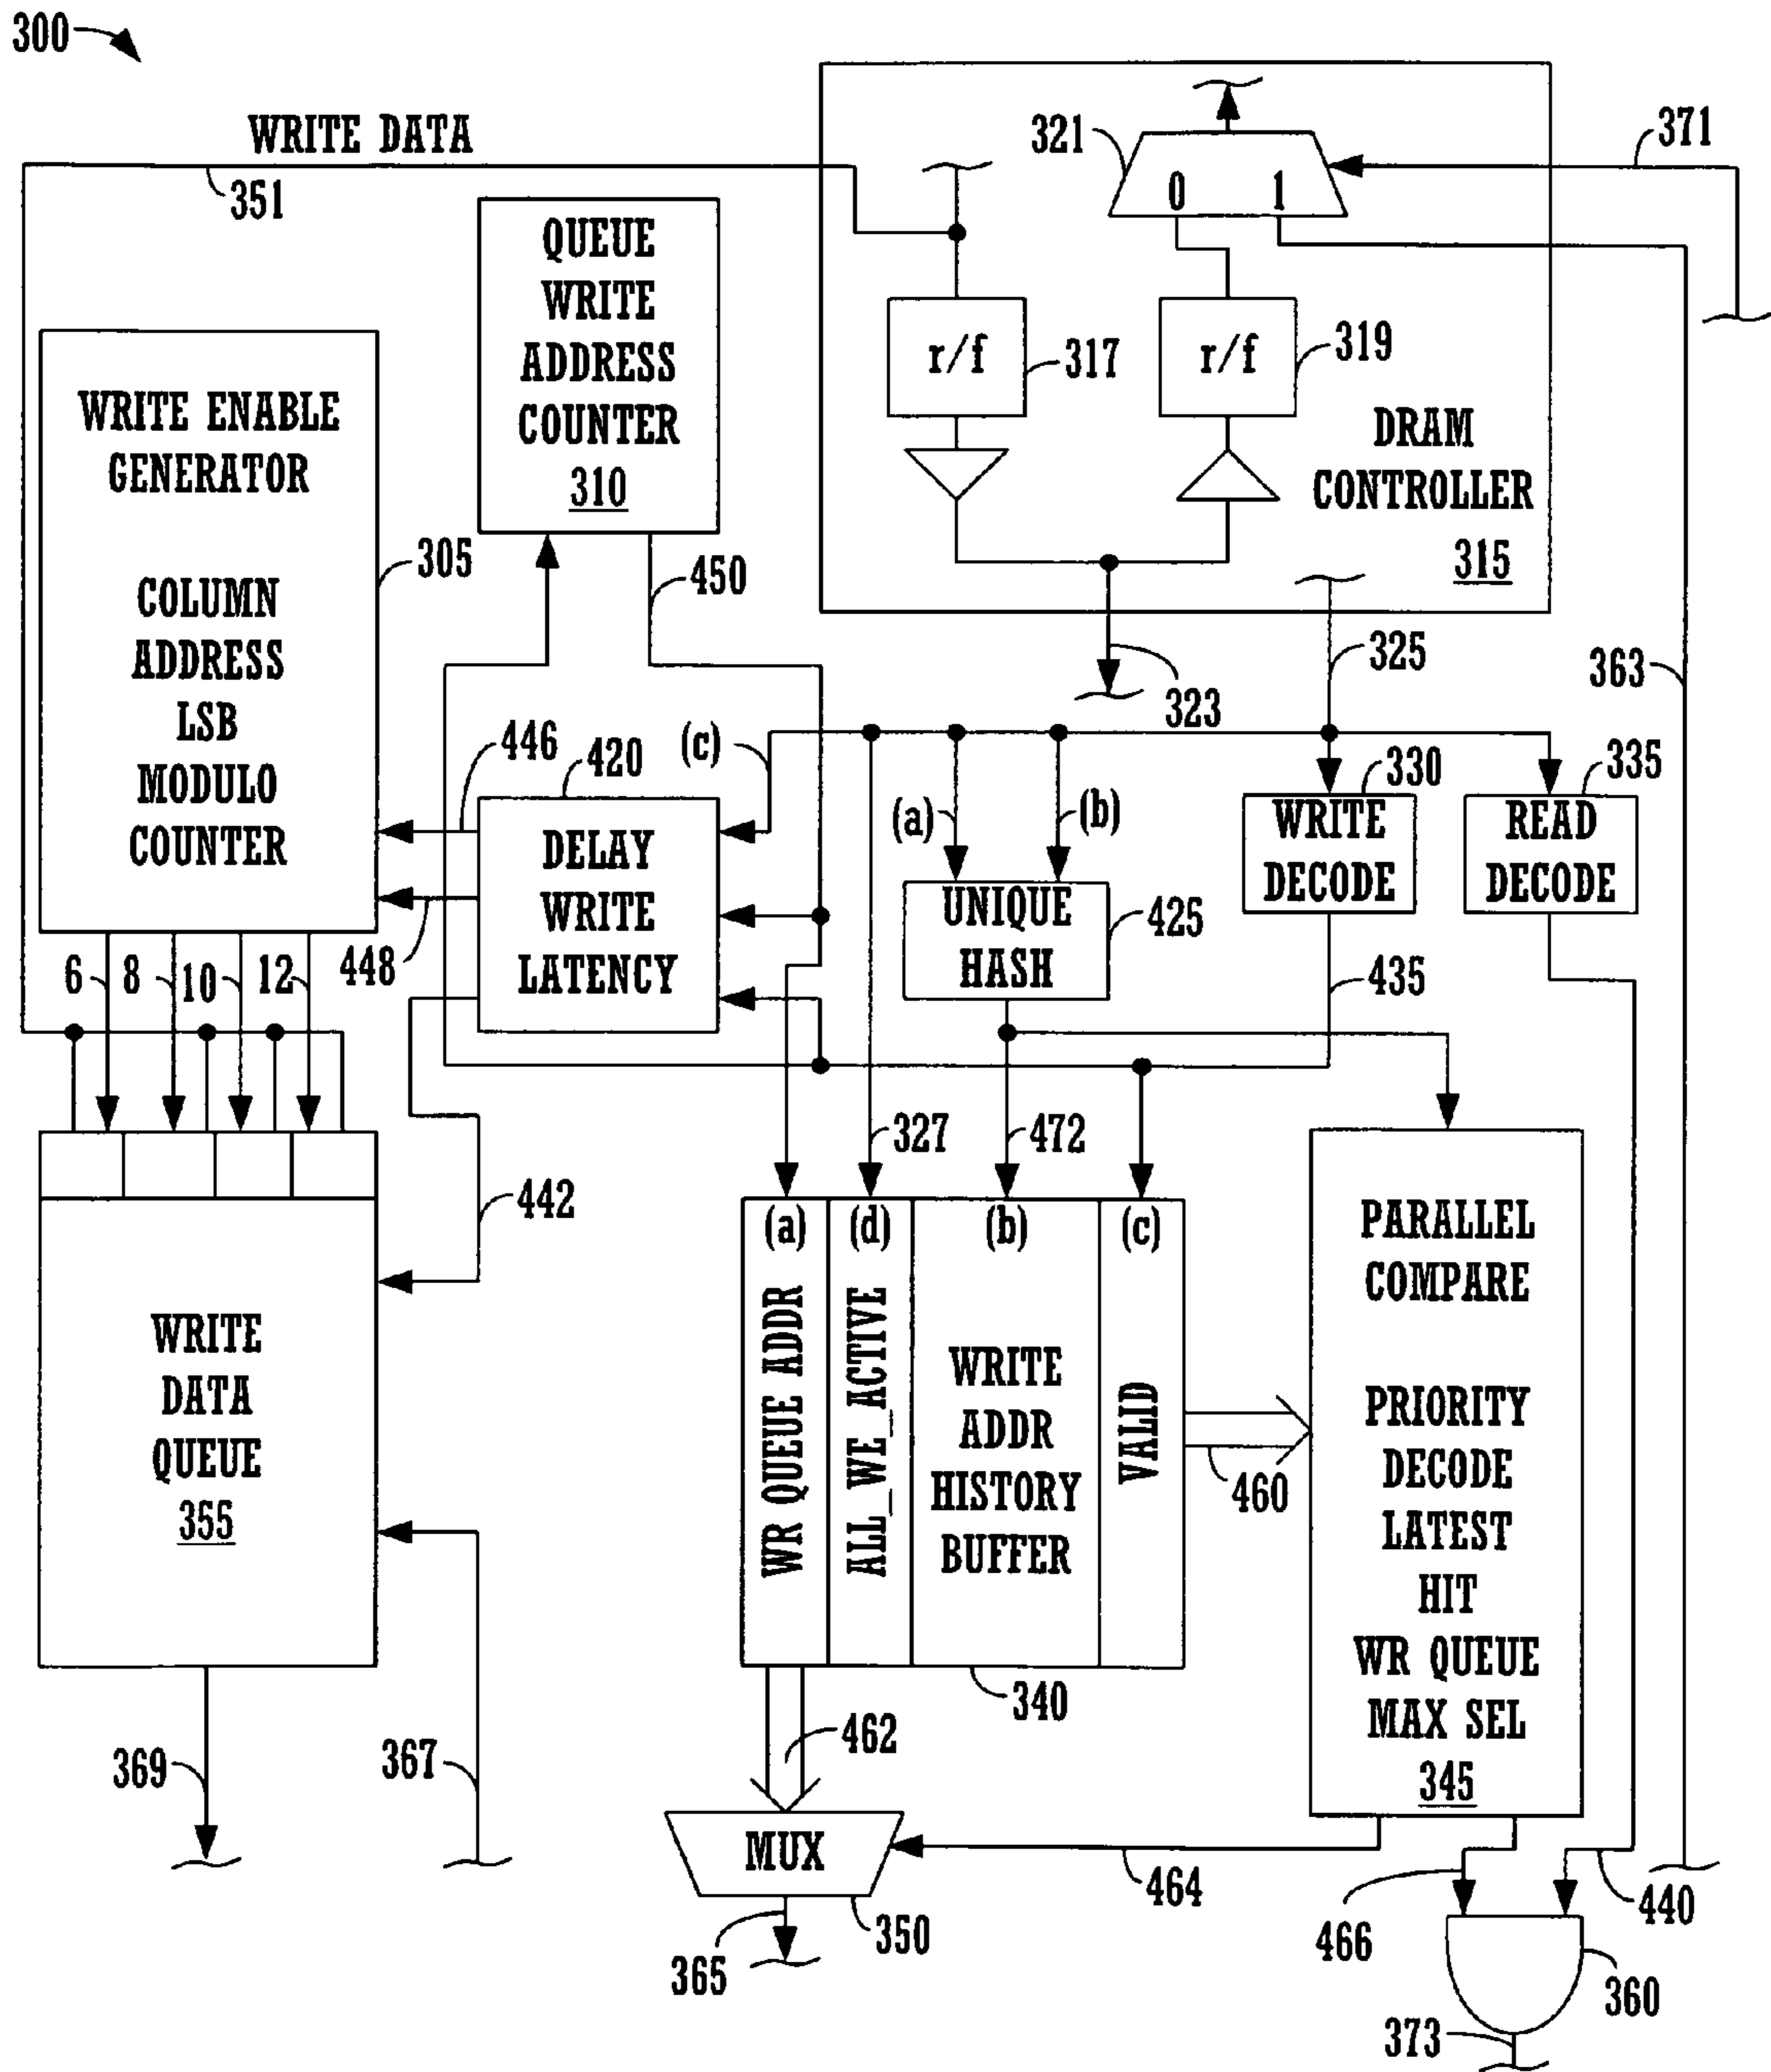 300
WRITE DATA
351
321
0 1
371
QUEUE
WRITE
ADDRESS
COUNTER
310
r/f
317
r/f
319
DRAM
CONTROLLER
315
WRITE ENABLE
GENERATOR
COLUMN
ADDRESS
LSB
MODULO
COUNTER
305
450
323
325
363
446
420
(c)
(a)
(b)
330
335
WRITE
DECODE
READ
DECODE
DELAY
WRITE
LATENCY
448
UNIQUE
HASH
425
435
6 8 10 12
442
327
472
(a) (d) (b) (c)
WR QUEUE ADDR
ALL_WE_ACTIVE
WRITE
ADDR
HISTORY
BUFFER
VALID
460
340
PARALLEL
COMPARE
PRIORITY
DECODE
LATEST
HIT
WR QUEUE
MAX SEL
345
WRITE
DATA
QUEUE
355
369
367
462
MUX
350
365
464
466
440
360
373